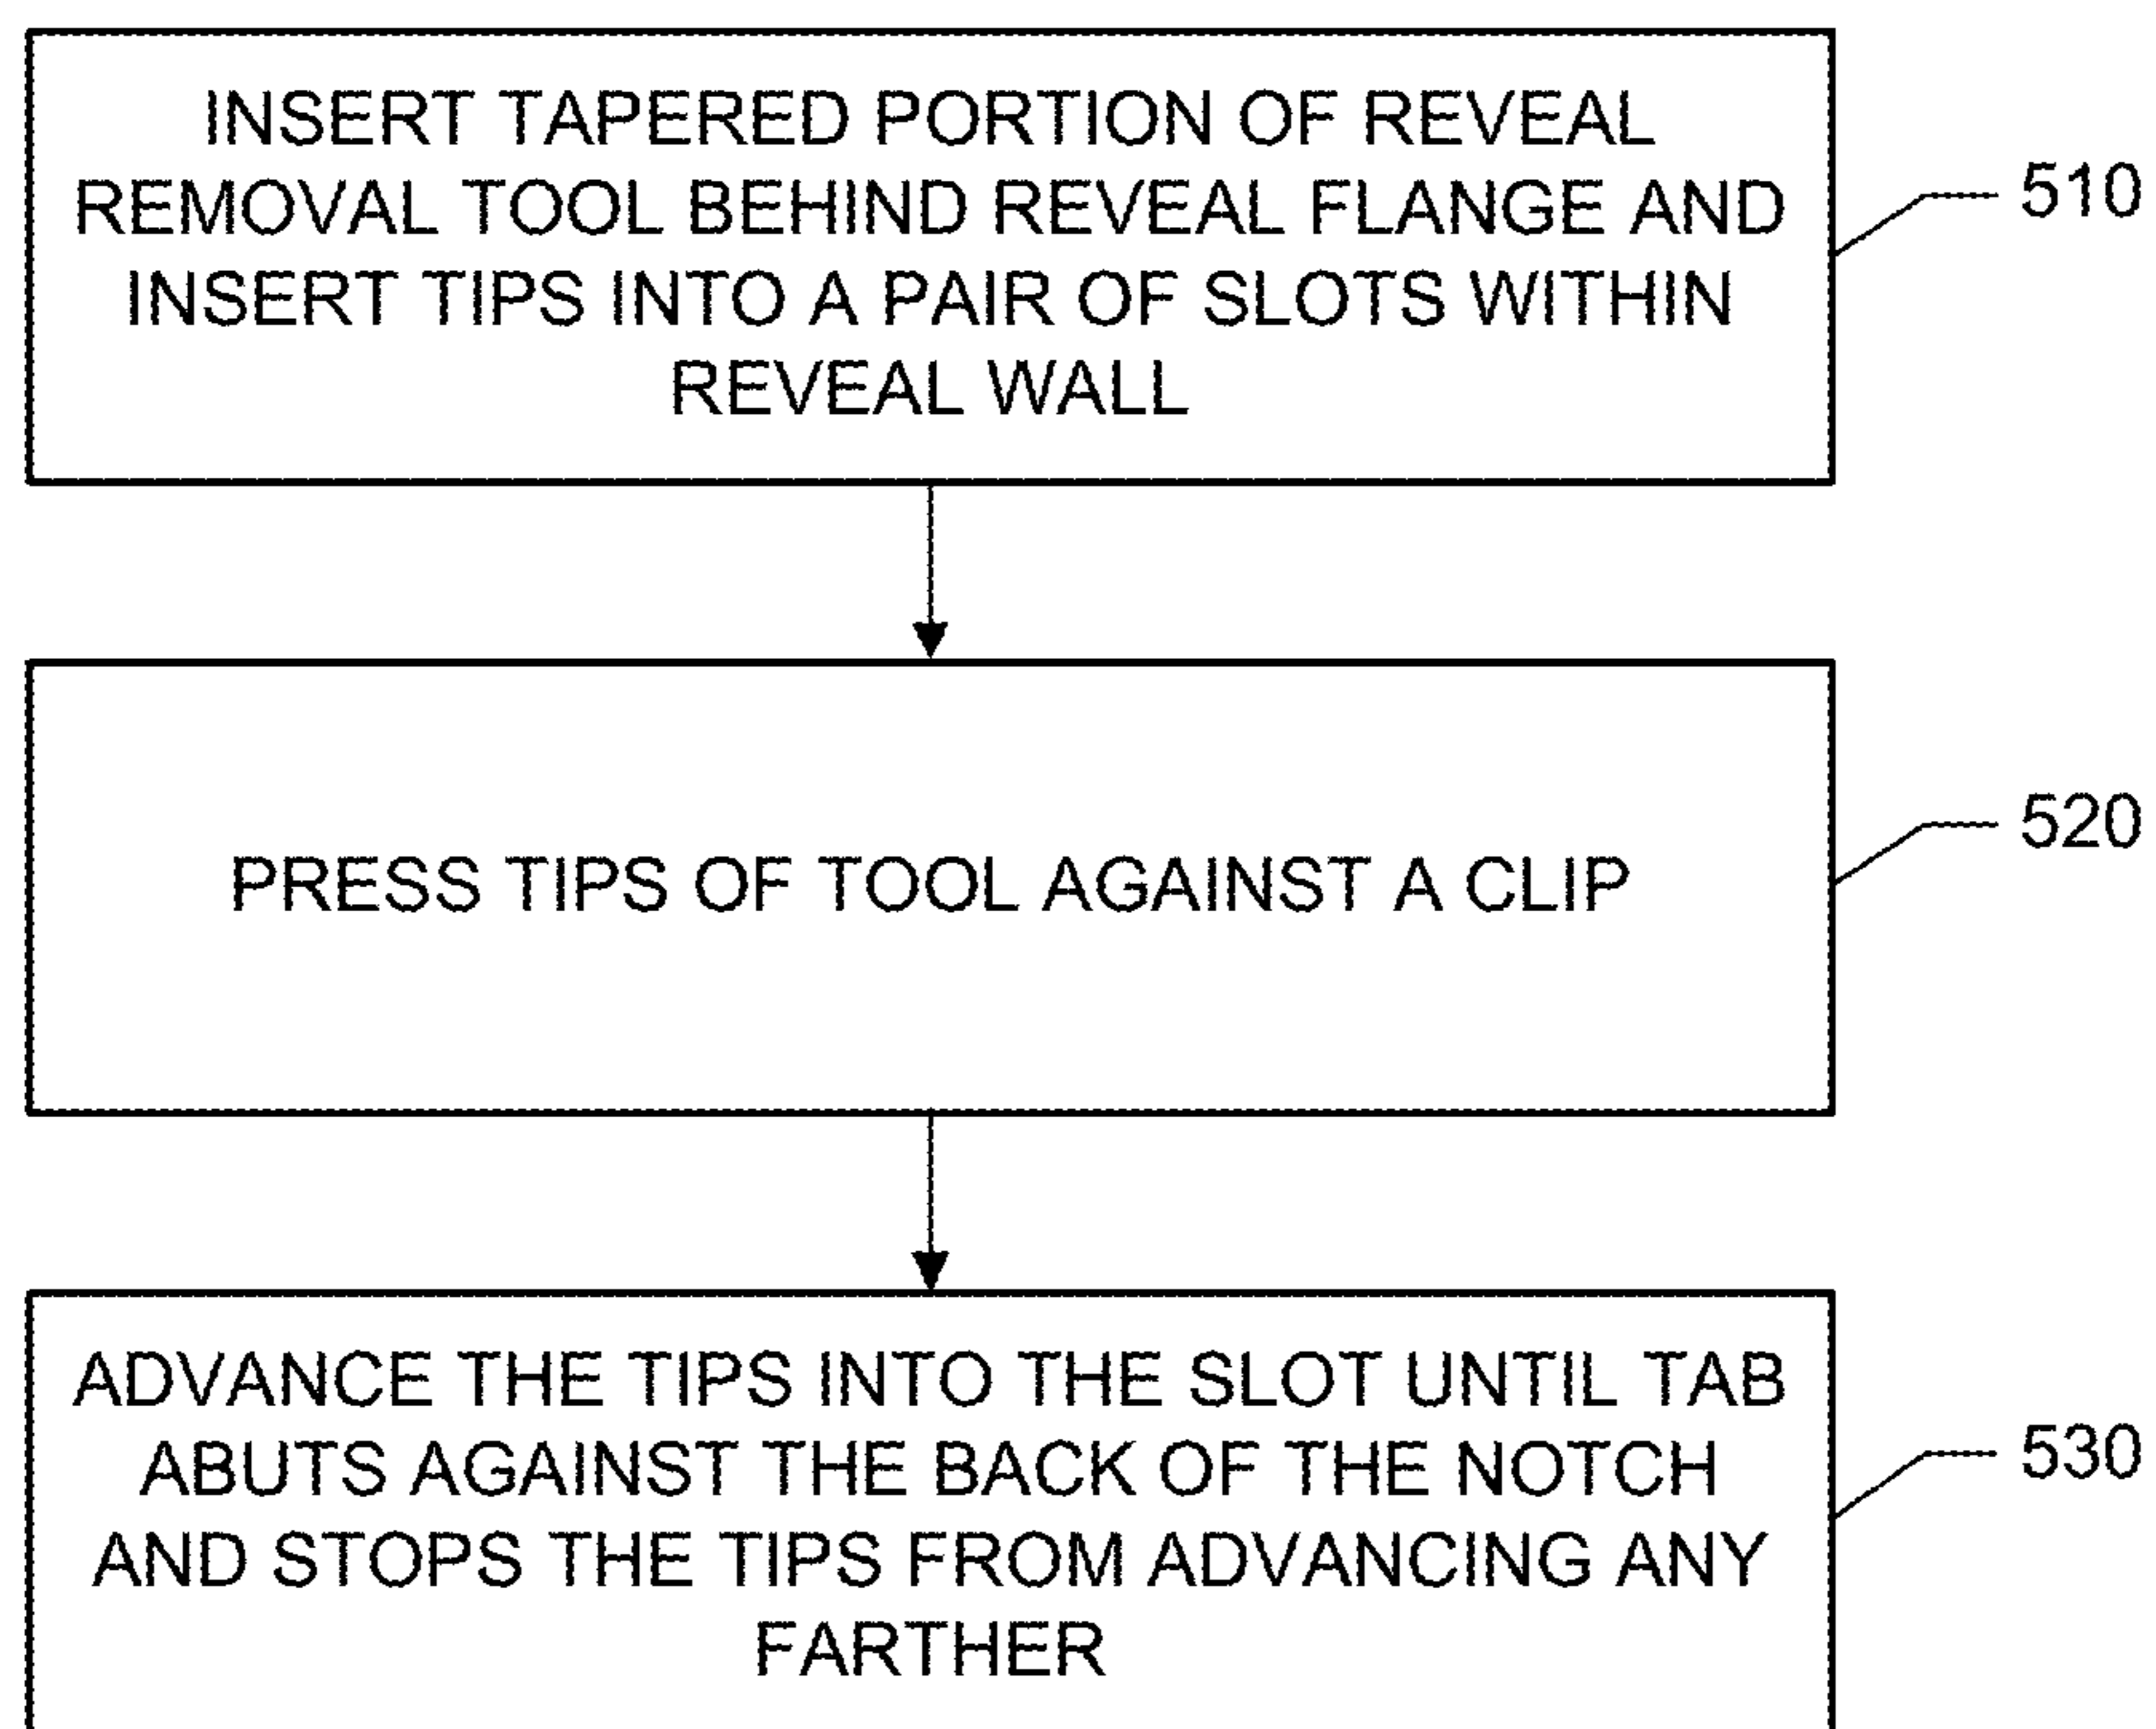 INSERT TAPERED PORTION OF REVEAL
REMOVAL TOOL BEHIND REVEAL FLANGE AND
INSERT TIPS INTO A PAIR OF SLOTS WITHIN
REVEAL WALL
510
PRESS TIPS OF TOOL AGAINST A CLIP
520
ADVANCE THE TIPS INTO THE SLOT UNTIL TAB
ABUTS AGAINST THE BACK OF THE NOTCH
AND STOPS THE TIPS FROM ADVANCING ANY
FARTHER
530